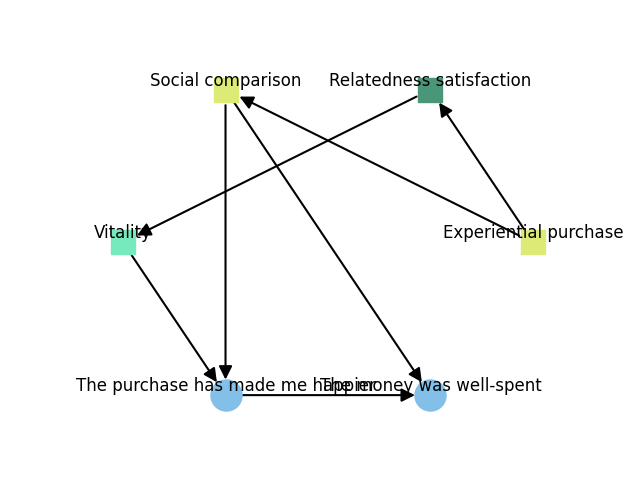 Social comparison
Relatedness satisfaction
Vitality
Experiential purchase
The purchase has made me happier
The money was well-spent